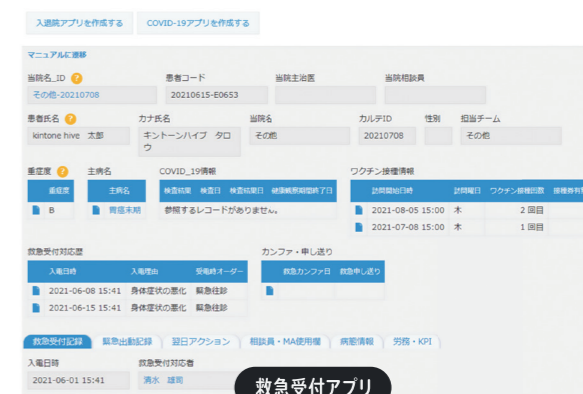 入退院アプリを作成する COVID-19アプリを作成する
マニュアルに遷移
当院名_ID ? 患者コード 当院主治医 当院相談員
その他-20210708 20210615-E0653
患者氏名 ? カナ氏名 当院名 カルテID 性別 担当チーム
kintone hive 太郎 キントーンハイブ タロウ その他 20210708 その他
重症度 ? 主病名 COVID_19情報 ワクチン接種情報
重症度 主病名 検査結果 検査日 検査結果日 健康観察期間終了日 訪問開始日時 訪問曜日 ワクチン接種回数
B 胃癌末期 参照するレコードがありません。 2021-08-05 15:00 木 2 回目
2021-07-08 15:00 木 1 回目
救急受付対応歴 カンファ・申し送り
入電日時 入電理由 受電時オーダー 救急カンファ日 救急申し送り
2021-06-08 15:41 身体症状の悪化 緊急往診
2021-06-15 15:41 身体症状の悪化 緊急往診
救急受付記録 緊急出動記録 翌日アクション 相談員・MA使用欄 病態情報 労務・KPI
入電日時 救急受付対応者
2021-06-01 15:41 清水 雄司
救急受付アプリ